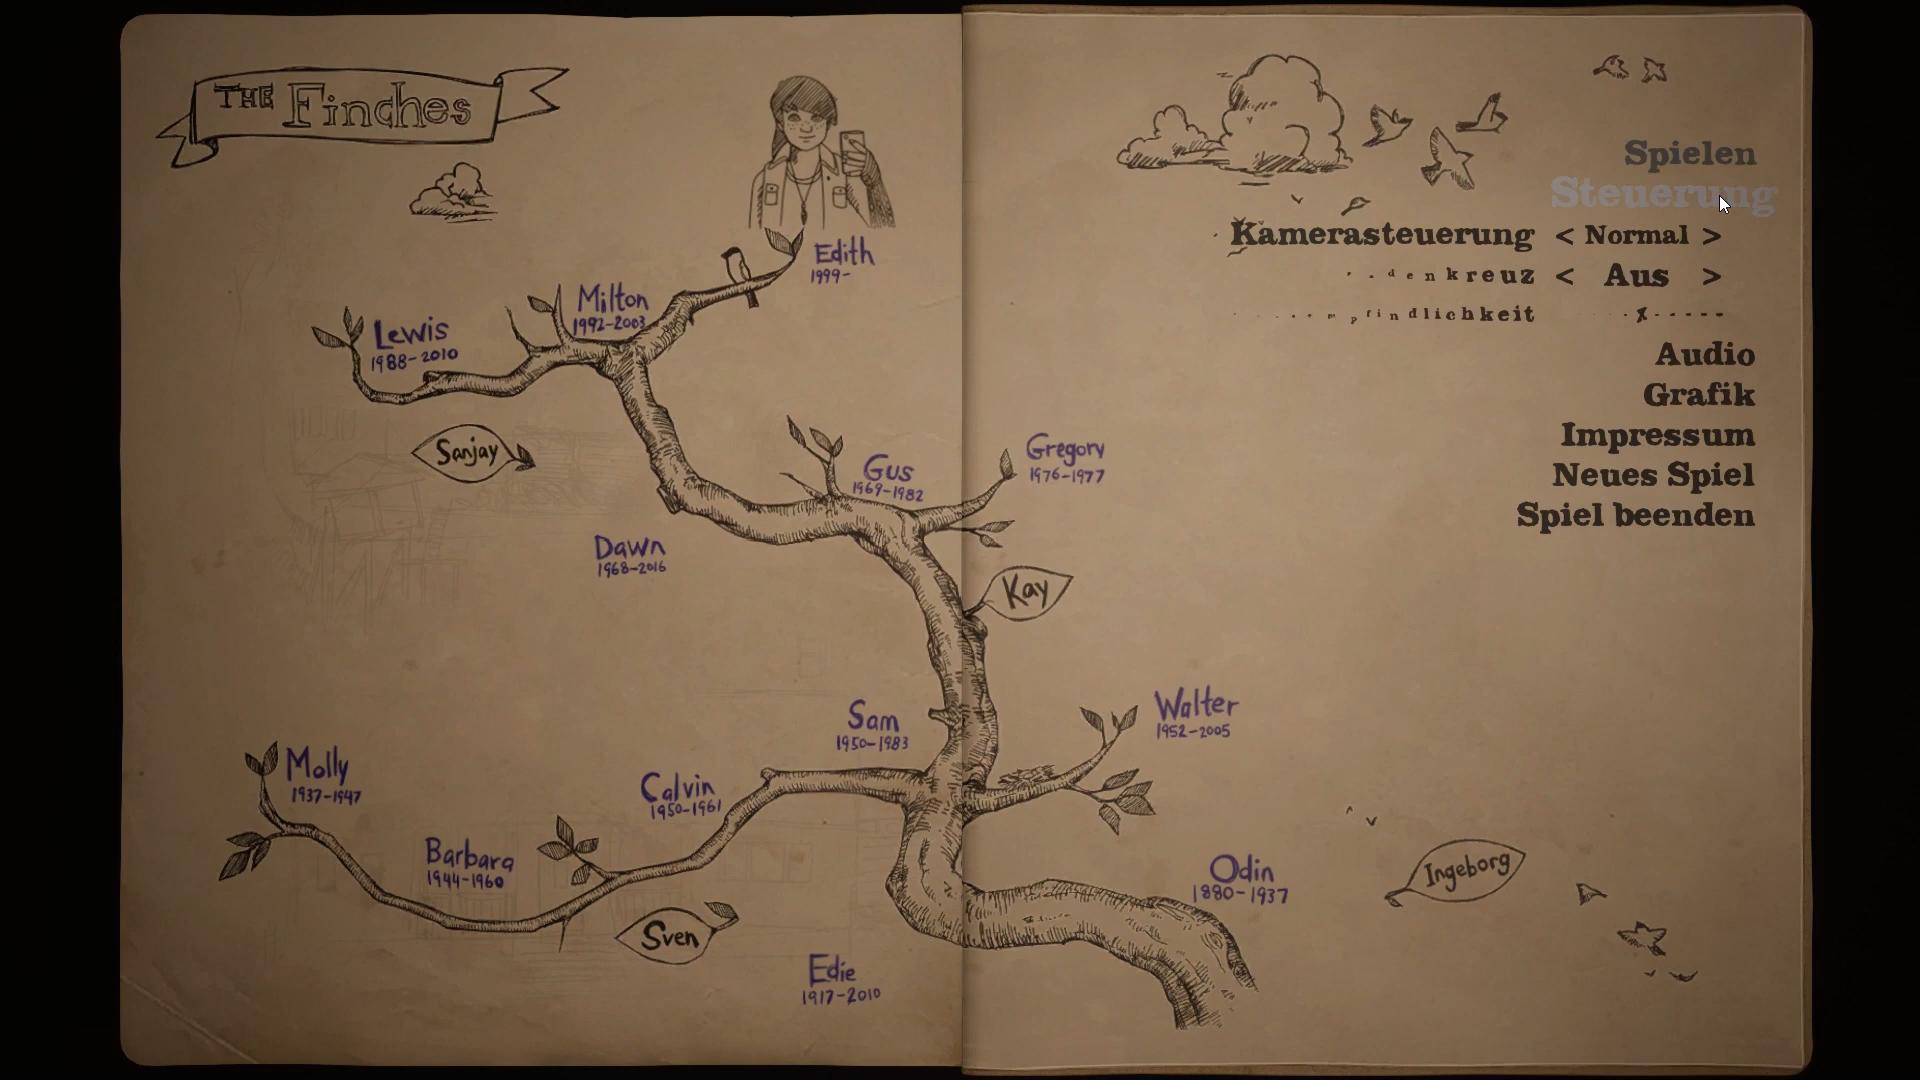 THE Finches
Edith
1999-
Milton
1992-2003
Lewis
1988-2010
Sanjay
Gus
1969-1982
Gregory
1976-1977
Dawn
1968-2016
Kay
Sam
1950-1983
Walter
1952-2005
Molly
1937-1947
Calvin
1950-1961
Barbara
1944-1960
Sven
Odin
1880-1937
Ingeborg
Edie
1917-2010
Spielen
Steuerung
Kamerasteuerung < Normal >
denkreuz < Aus >
findlichkeit
Audio
Grafik
Impressum
Neues Spiel
Spiel beenden